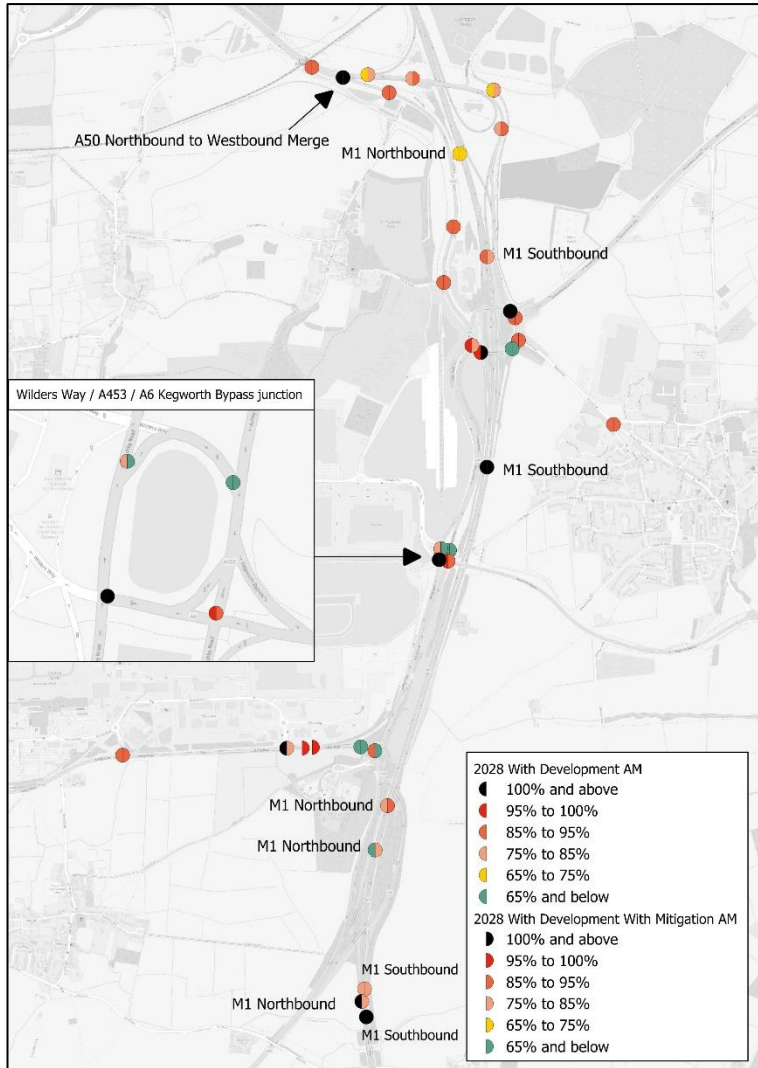 A50 Northbound to Westbound Merge
M1 Northbound
M1 Southbound
Wilders Way / A453 / A6 Kegworth Bypass junction
M1 Southbound
M1 Northbound
M1 Northbound
M1 Southbound
M1 Northbound
M1 Southbound
2028 With Development AM
100% and above
95% to 100%
85% to 95%
75% to 85%
65% to 75%
65% and below
2028 With Development With Mitigation AM
100% and above
95% to 100%
85% to 95%
75% to 85%
65% to 75%
65% and below